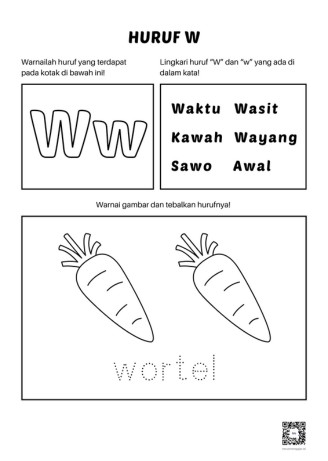 HURUF W
Warnailah huruf yang terdapat
pada kotak di bawah ini!
Lingkari huruf "W" dan "w" yang ada di
dalam kata!
Ww
Waktu Wasit
Kawah Wayang
Sawo Awal
Warnai gambar dan tebalkan hurufnya!
wortel